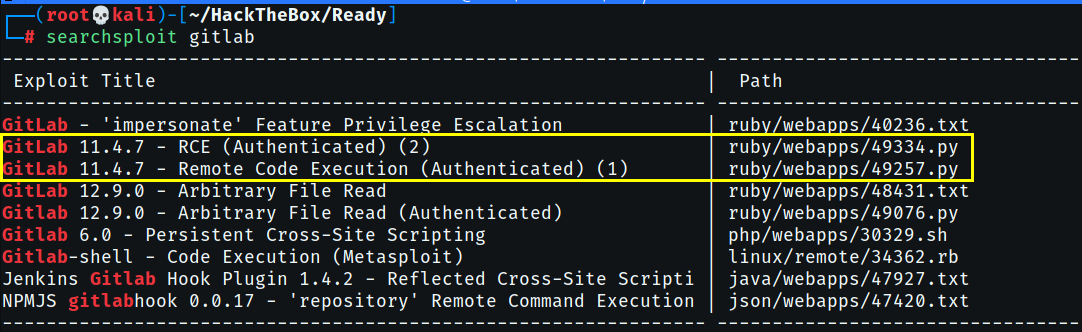 (root💀kali)-[~/HackTheBox/Ready]
# searchsploit gitlab
Exploit Title | Path
GitLab - 'impersonate' Feature Privilege Escalation | ruby/webapps/40236.txt
GitLab 11.4.7 - RCE (Authenticated) (2) | ruby/webapps/49334.py
GitLab 11.4.7 - Remote Code Execution (Authenticated) (1) | ruby/webapps/49257.py
GitLab 12.9.0 - Arbitrary File Read | ruby/webapps/48431.txt
Gitlab 12.9.0 - Arbitrary File Read (Authenticated) | ruby/webapps/49076.py
Gitlab 6.0 - Persistent Cross-Site Scripting | php/webapps/30329.sh
Gitlab-shell - Code Execution (Metasploit) | linux/remote/34362.rb
Jenkins Gitlab Hook Plugin 1.4.2 - Reflected Cross-Site Scripti | java/webapps/47927.txt
NPMJS gitlabhook 0.0.17 - 'repository' Remote Command Execution | json/webapps/47420.txt